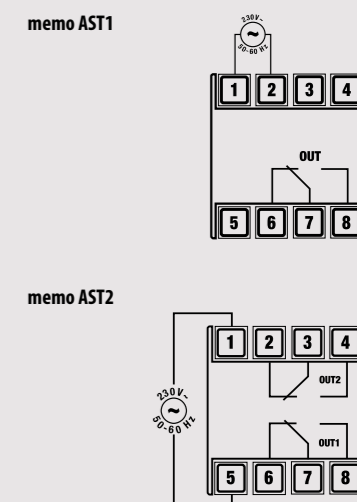 memo AST1
230V~
50-60 Hz
1 2 3 4
OUT
5 6 7 8
memo AST2
1 2 3 4
OUT2
230V~
50-60 Hz
OUT1
5 6 7 8